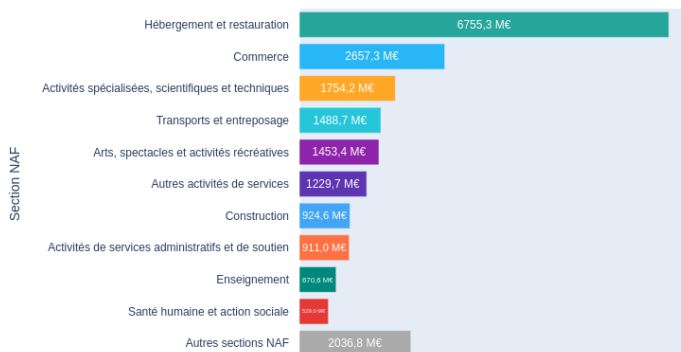 Section NAF
Hébergement et restauration 6755,3 M€
Commerce 2657,3 M€
Activités spécialisées, scientifiques et techniques 1754,2 M€
Transports et entreposage 1488,7 M€
Arts, spectacles et activités récréatives 1453,4 M€
Autres activités de services 1229,7 M€
Construction 924,6 M€
Activités de services administratifs et de soutien 911,0 M€
Enseignement 670,6 M€
Santé humaine et action sociale 529,0 M€
Autres sections NAF 2036,8 M€